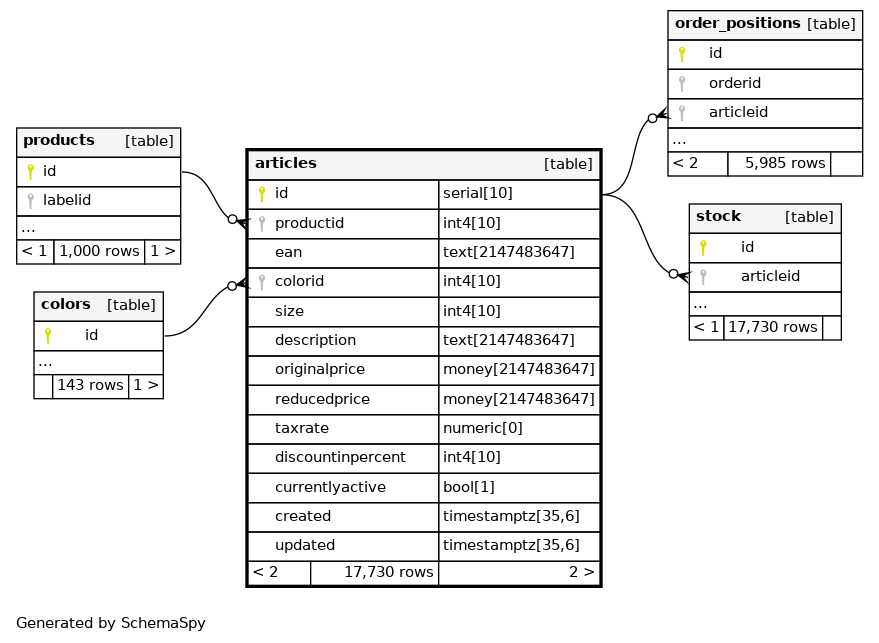 order_positions [table]
id
orderid
articleid
...
< 2 5,985 rows
products [table]
id
labelid
...
< 1 1,000 rows 1 >
articles [table]
id serial[10]
productid int4[10]
ean text[2147483647]
colorid int4[10]
size int4[10]
description text[2147483647]
originalprice money[2147483647]
reducedprice money[2147483647]
taxrate numeric[0]
discountinpercent int4[10]
currentlyactive bool[1]
created timestamptz[35,6]
updated timestamptz[35,6]
< 2 17,730 rows 2 >
stock [table]
id
articleid
...
< 1 17,730 rows
colors [table]
id
...
143 rows 1 >
Generated by SchemaSpy